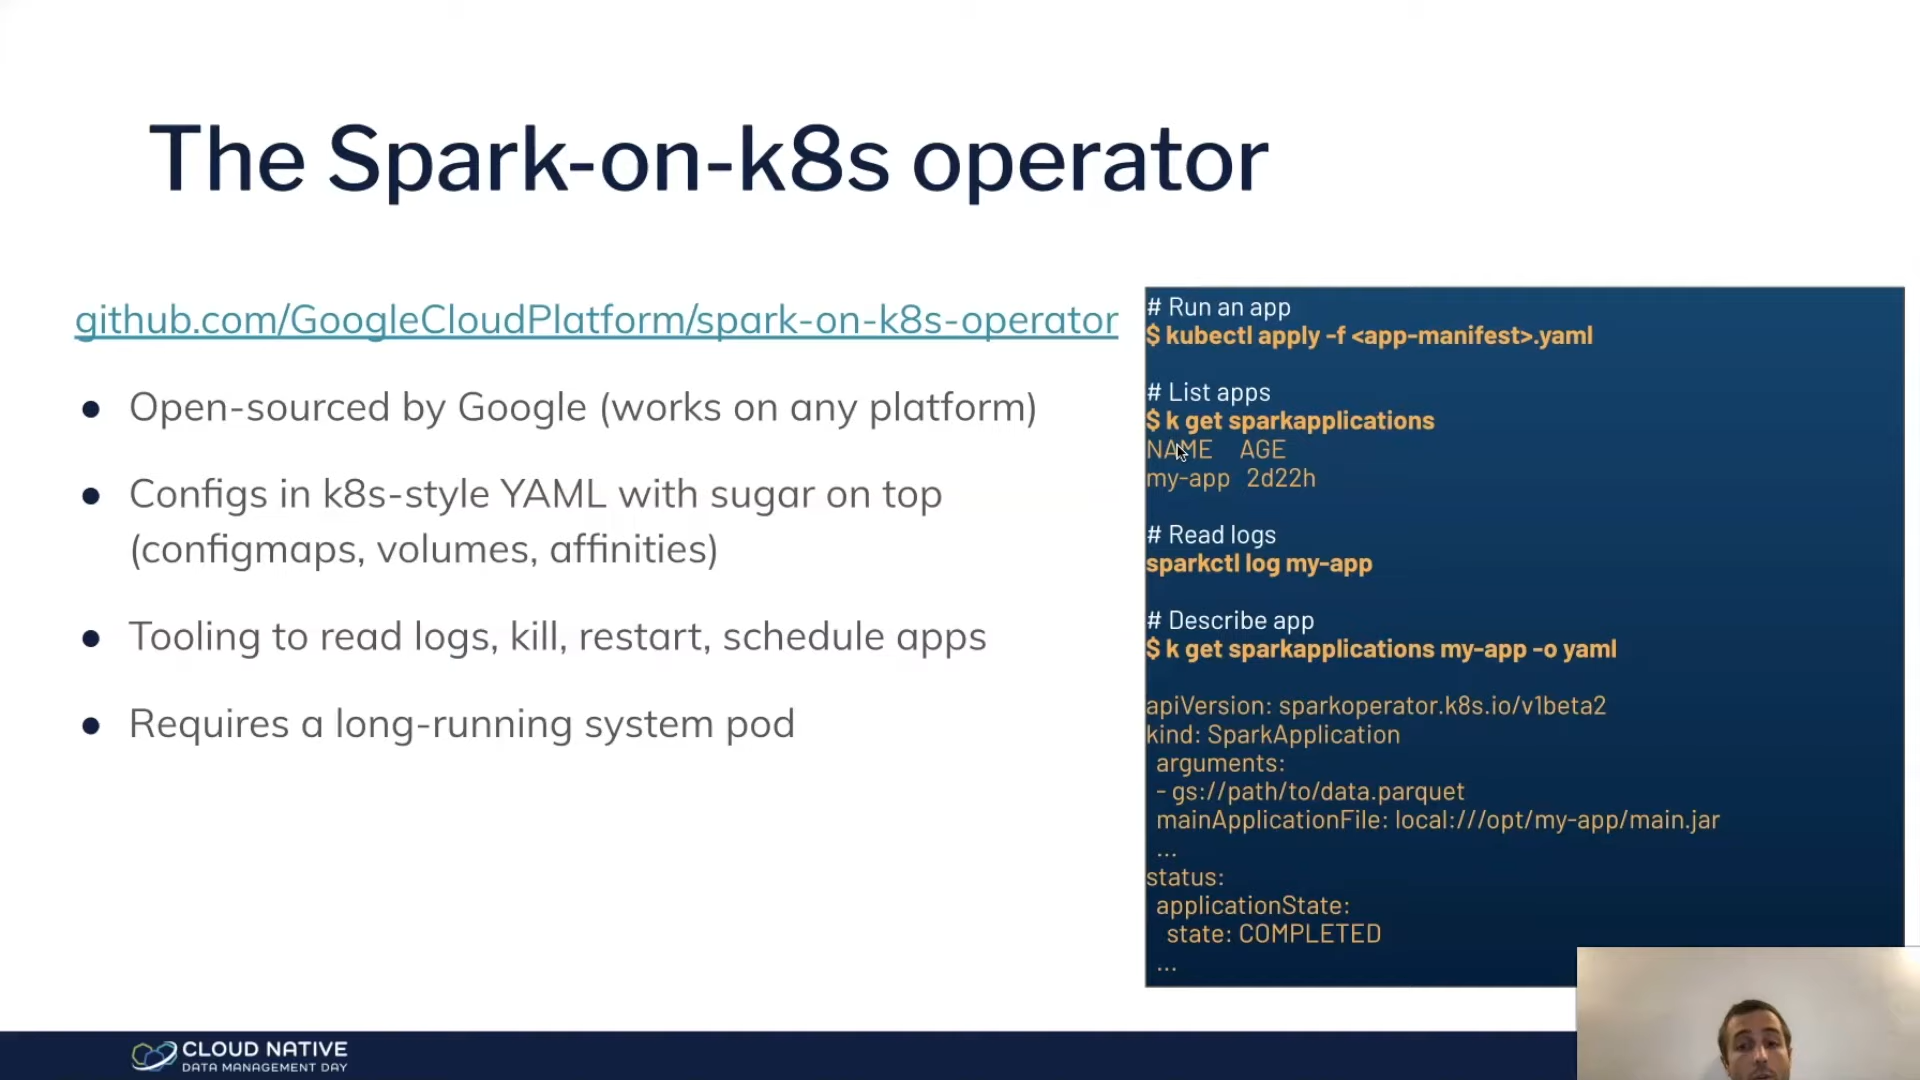 The Spark-on-k8s operator
github.com/GoogleCloudPlatform/spark-on-k8s-operator
● Open-sourced by Google (works on any platform)
● Configs in k8s-style YAML with sugar on top
(configmaps, volumes, affinities)
● Tooling to read logs, kill, restart, schedule apps
● Requires a long-running system pod
# Run an app
$ kubectl apply -f <app-manifest>.yaml
# List apps
$ k get sparkapplications
NAME AGE
my-app 2d22h
# Read logs
sparkctl log my-app
# Describe app
$ k get sparkapplications my-app -o yaml
apiVersion: sparkoperator.k8s.io/v1beta2
kind: SparkApplication
arguments:
- gs://path/to/data.parquet
mainApplicationFile: local:///opt/my-app/main.jar
...
status:
applicationState:
state: COMPLETED
...
CLOUD NATIVE
DATA MANAGEMENT DAY